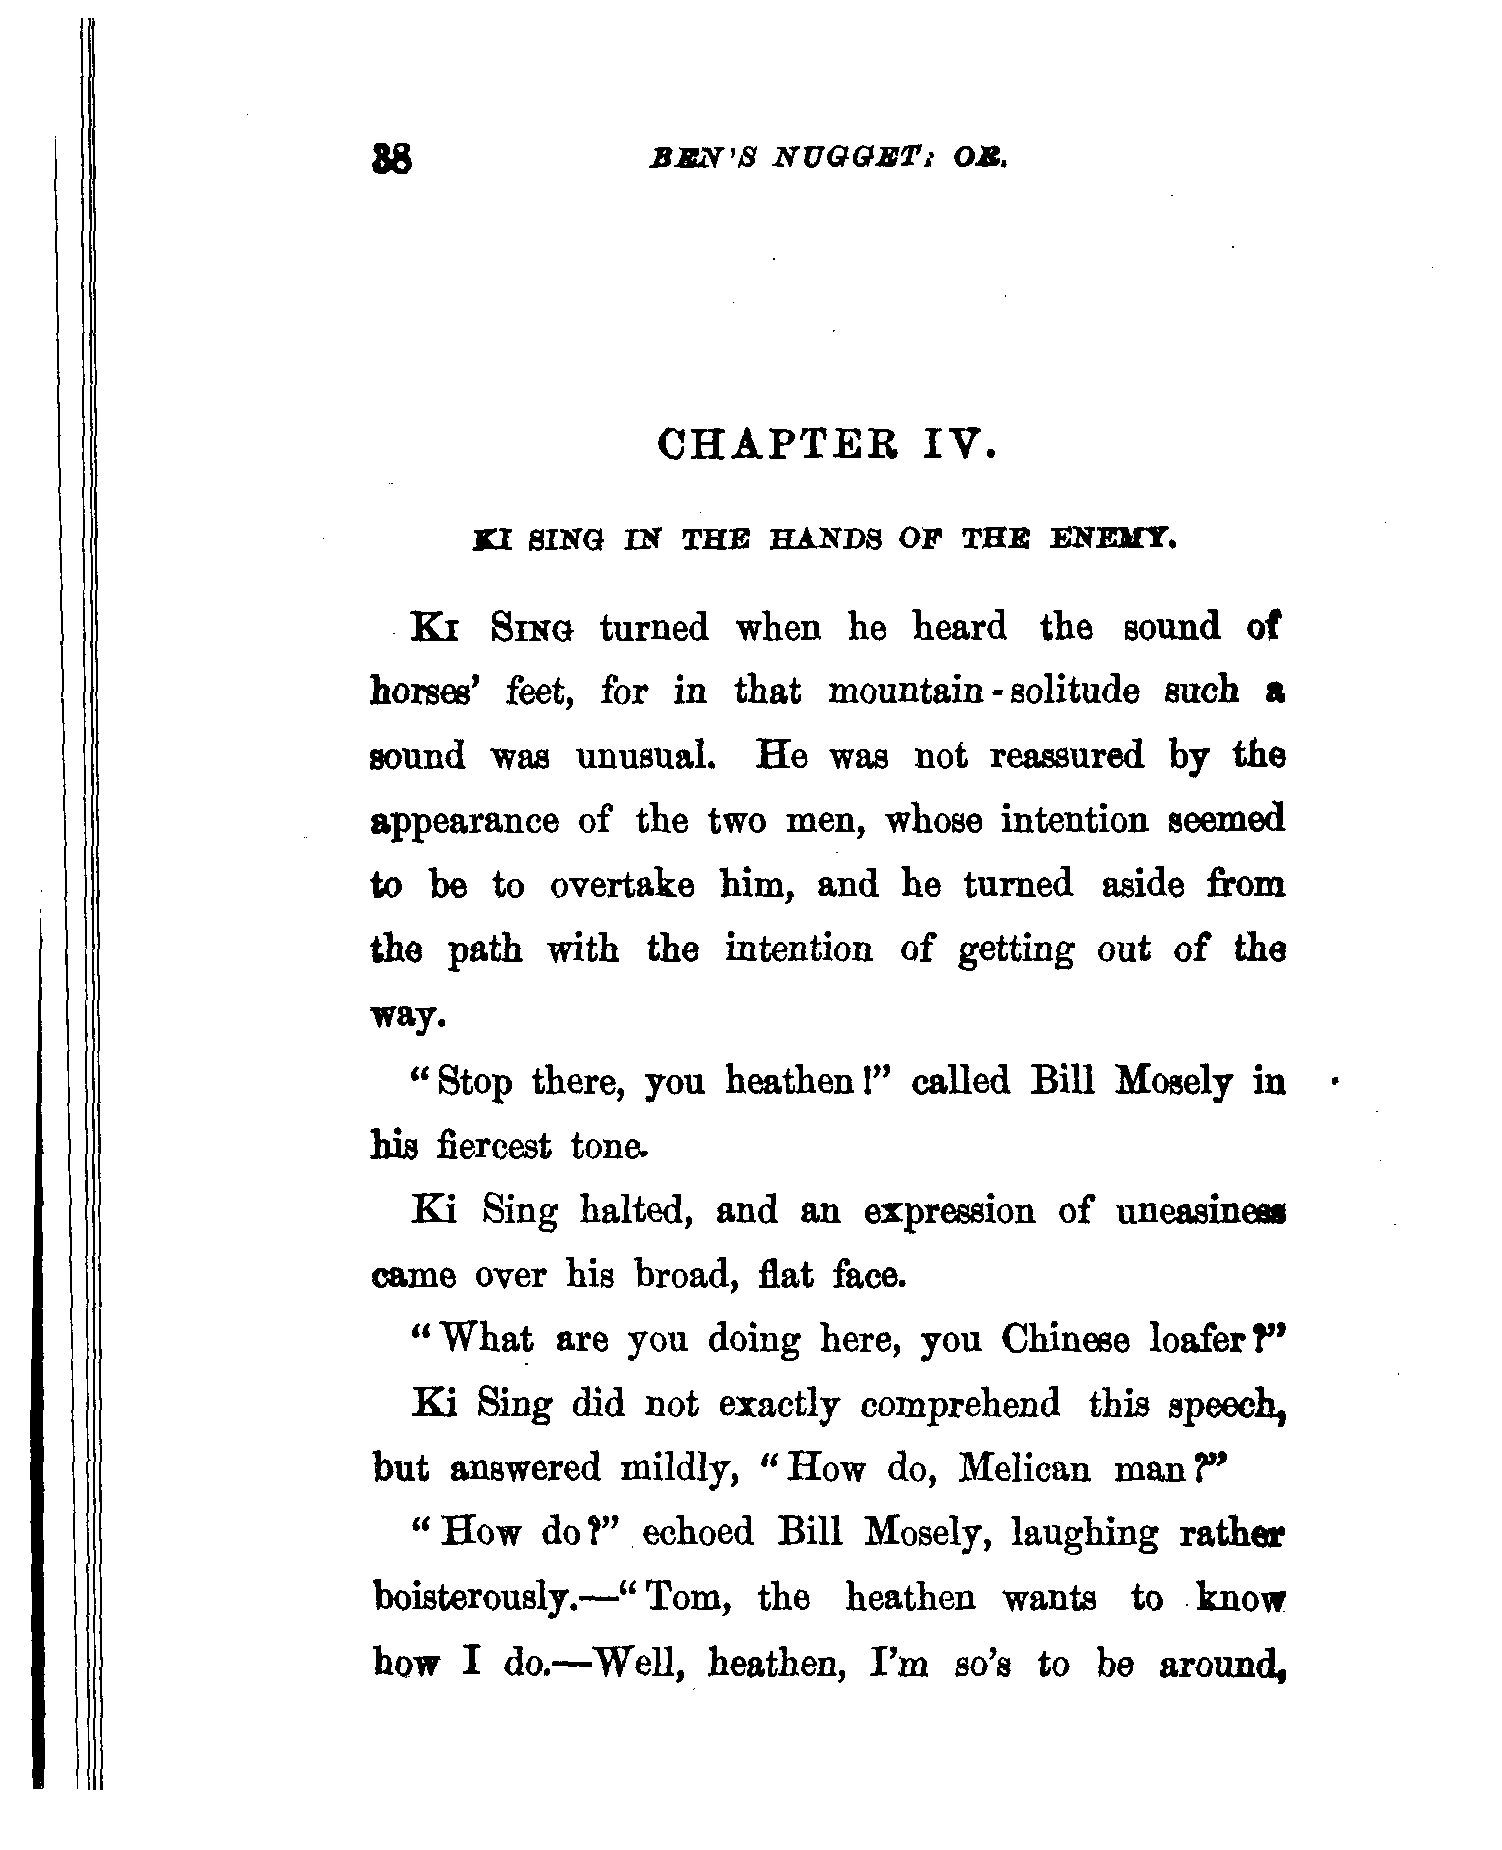 38 BEN'S NUGGET; OR,
CHAPTER IV.
KI SING IN THE HANDS OF THE ENEMY.
KI SING turned when he heard the sound of
horses' feet, for in that mountain-solitude such a
sound was unusual. He was not reassured by the
appearance of the two men, whose intention seemed
to be to overtake him, and he turned aside from
the path with the intention of getting out of the
way.
"Stop there, you heathen!" called Bill Mosely in
his fiercest tone.
Ki Sing halted, and an expression of uneasiness
came over his broad, flat face.
"What are you doing here, you Chinese loafer?"
Ki Sing did not exactly comprehend this speech,
but answered mildly, "How do, Melican man?"
"How do?" echoed Bill Mosely, laughing rather
boisterously.—"Tom, the heathen wants to know
how I do.—Well, heathen, I'm so's to be around,